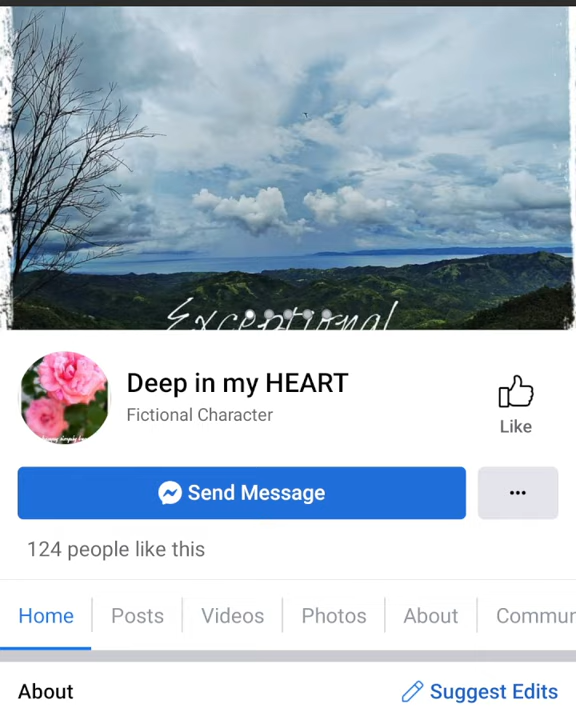 Exceptional
Deep in my HEART
Fictional Character
Like
Send Message
124 people like this
Home
Posts
Videos
Photos
About
Commun
About
Suggest Edits